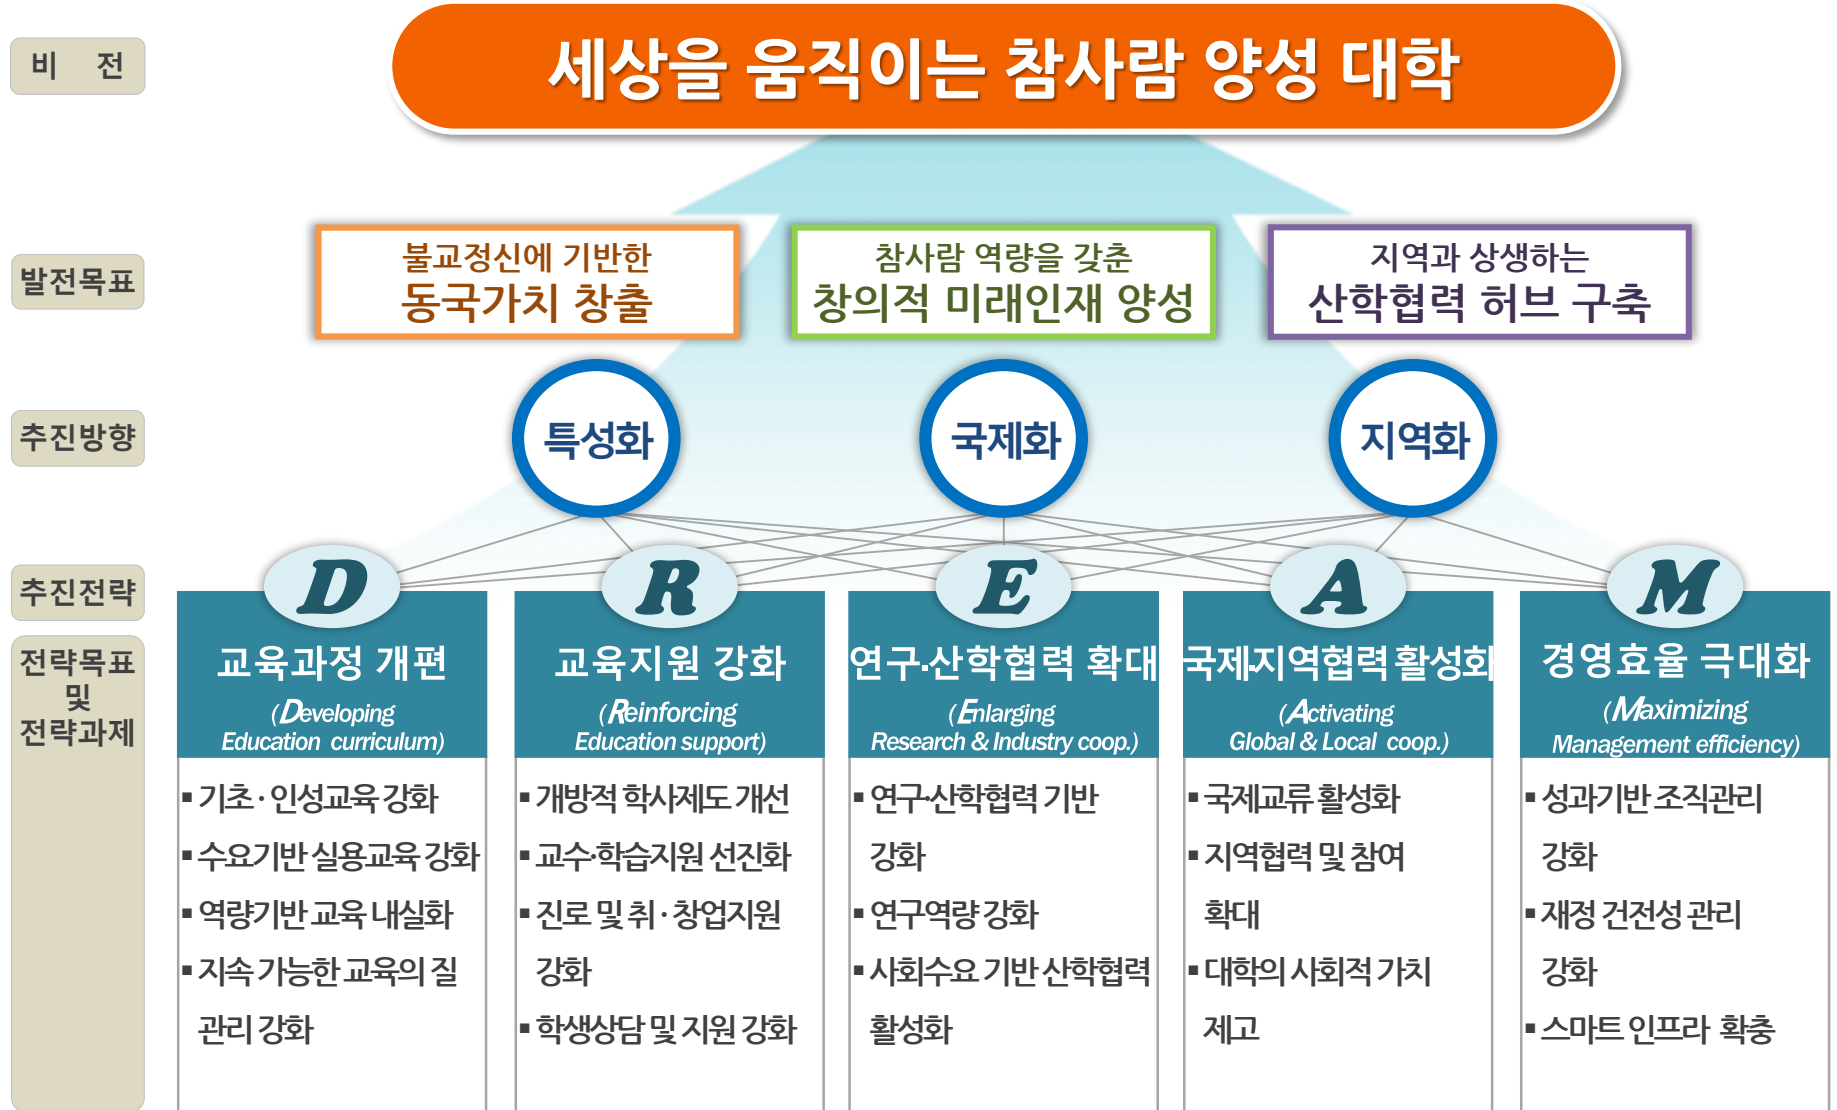 비 전
세상을 움직이는 참사람 양성 대학
발전목표
불교정신에 기반한
동국가치 창출
참사람 역량을 갖춘
창의적 미래인재 양성
지역과 상생하는
산학협력 허브 구축
추진방향
특성화
국제화
지역화
추진전략
D
R
E
A
M
전략목표
및
전략과제
교육과정 개편
(Developing
Education curriculum)
▪ 기초 · 인성교육 강화
▪ 수요기반 실용교육 강화
▪ 역량기반 교육 내실화
▪ 지속 가능한 교육의 질
관리 강화
교육지원 강화
(Reinforcing
Education support)
▪ 개방적 학사제도 개선
▪ 교수·학습지원 선진화
▪ 진로 및 취 · 창업지원
강화
▪ 학생상담 및 지원 강화
연구·산학협력 확대
(Enlarging
Research & Industry coop.)
▪ 연구·산학협력 기반
강화
▪ 연구역량 강화
▪ 사회수요 기반 산학협력
활성화
국제·지역협력 활성화
(Activating
Global & Local coop.)
▪ 국제교류 활성화
▪ 지역협력 및 참여
확대
▪ 대학의 사회적 가치
제고
경영효율 극대화
(Maximizing
Management efficiency)
▪ 성과기반 조직관리
강화
▪ 재정 건전성 관리
강화
▪ 스마트 인프라 확충